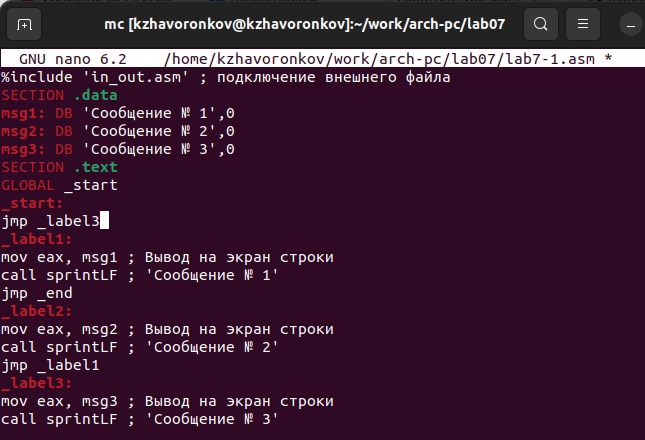 mc [kzhavoronkov@kzhavoronkov]:~/work/arch-pc/lab07
GNU nano 6.2 /home/kzhavoronkov/work/arch-pc/lab07/lab7-1.asm *
%include 'in_out.asm' ; подключение внешнего файла
SECTION .data
msg1: DB 'Сообщение № 1',0
msg2: DB 'Сообщение № 2',0
msg3: DB 'Сообщение № 3',0
SECTION .text
GLOBAL _start
_start:
jmp _label3
_label1:
mov eax, msg1 ; Вывод на экран строки
call sprintLF ; 'Сообщение № 1'
jmp _end
_label2:
mov eax, msg2 ; Вывод на экран строки
call sprintLF ; 'Сообщение № 2'
jmp _label1
_label3:
mov eax, msg3 ; Вывод на экран строки
call sprintLF ; 'Сообщение № 3'